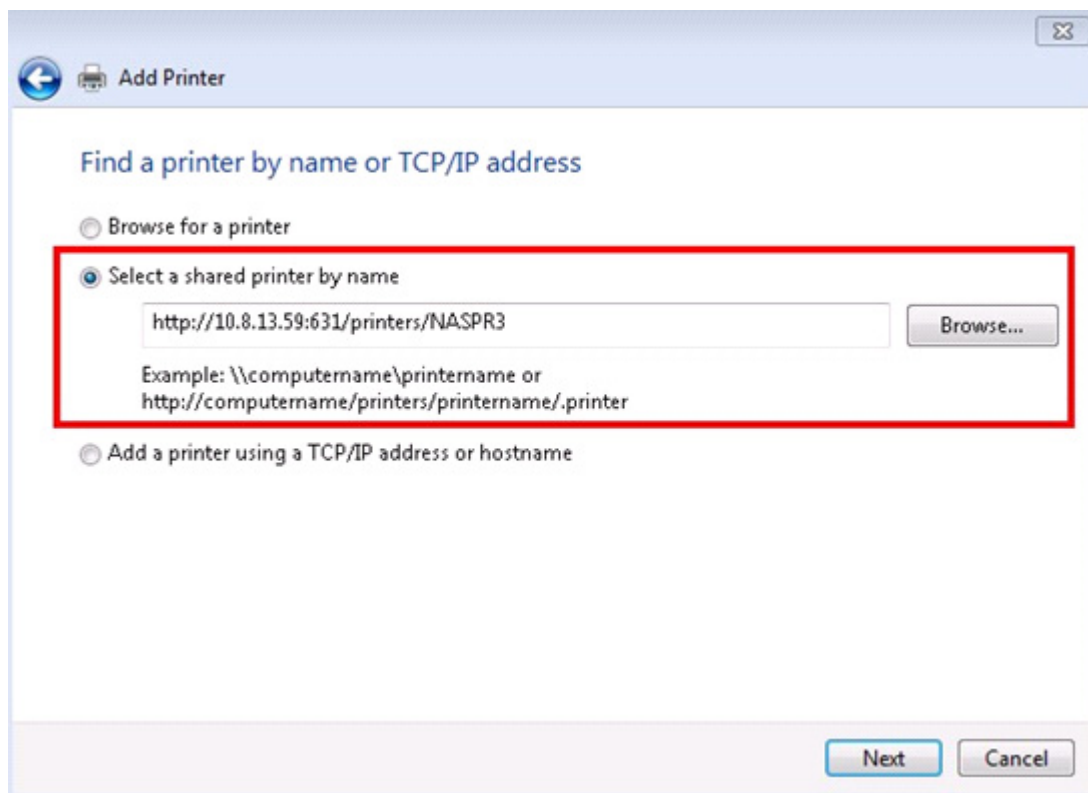 Add Printer
Find a printer by name or TCP/IP address
Browse for a printer
Select a shared printer by name
http://10.8.13.59:631/printers/NASPR3
Browse...
Example: \\computername\printername or
http://computername/printers/printername/.printer
Add a printer using a TCP/IP address or hostname
Next
Cancel